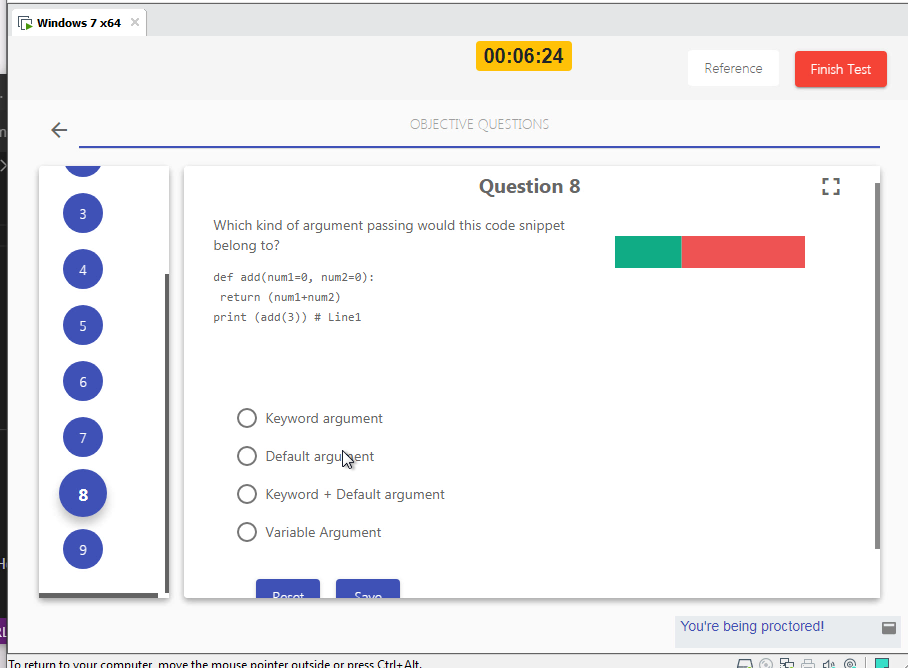 Windows 7 x64
00:06:24
Reference
Finish Test
OBJECTIVE QUESTIONS
3
4
5
6
7
8
9
Question 8
Which kind of argument passing would this code snippet
belong to?
def add(num1=0, num2=0):
return (num1+num2)
print (add(3)) # Line1
Keyword argument
Default argument
Keyword + Default argument
Variable Argument
Reset
Save
You're being proctored!
To return to your computer, move the mouse pointer outside or press Ctrl+Alt.